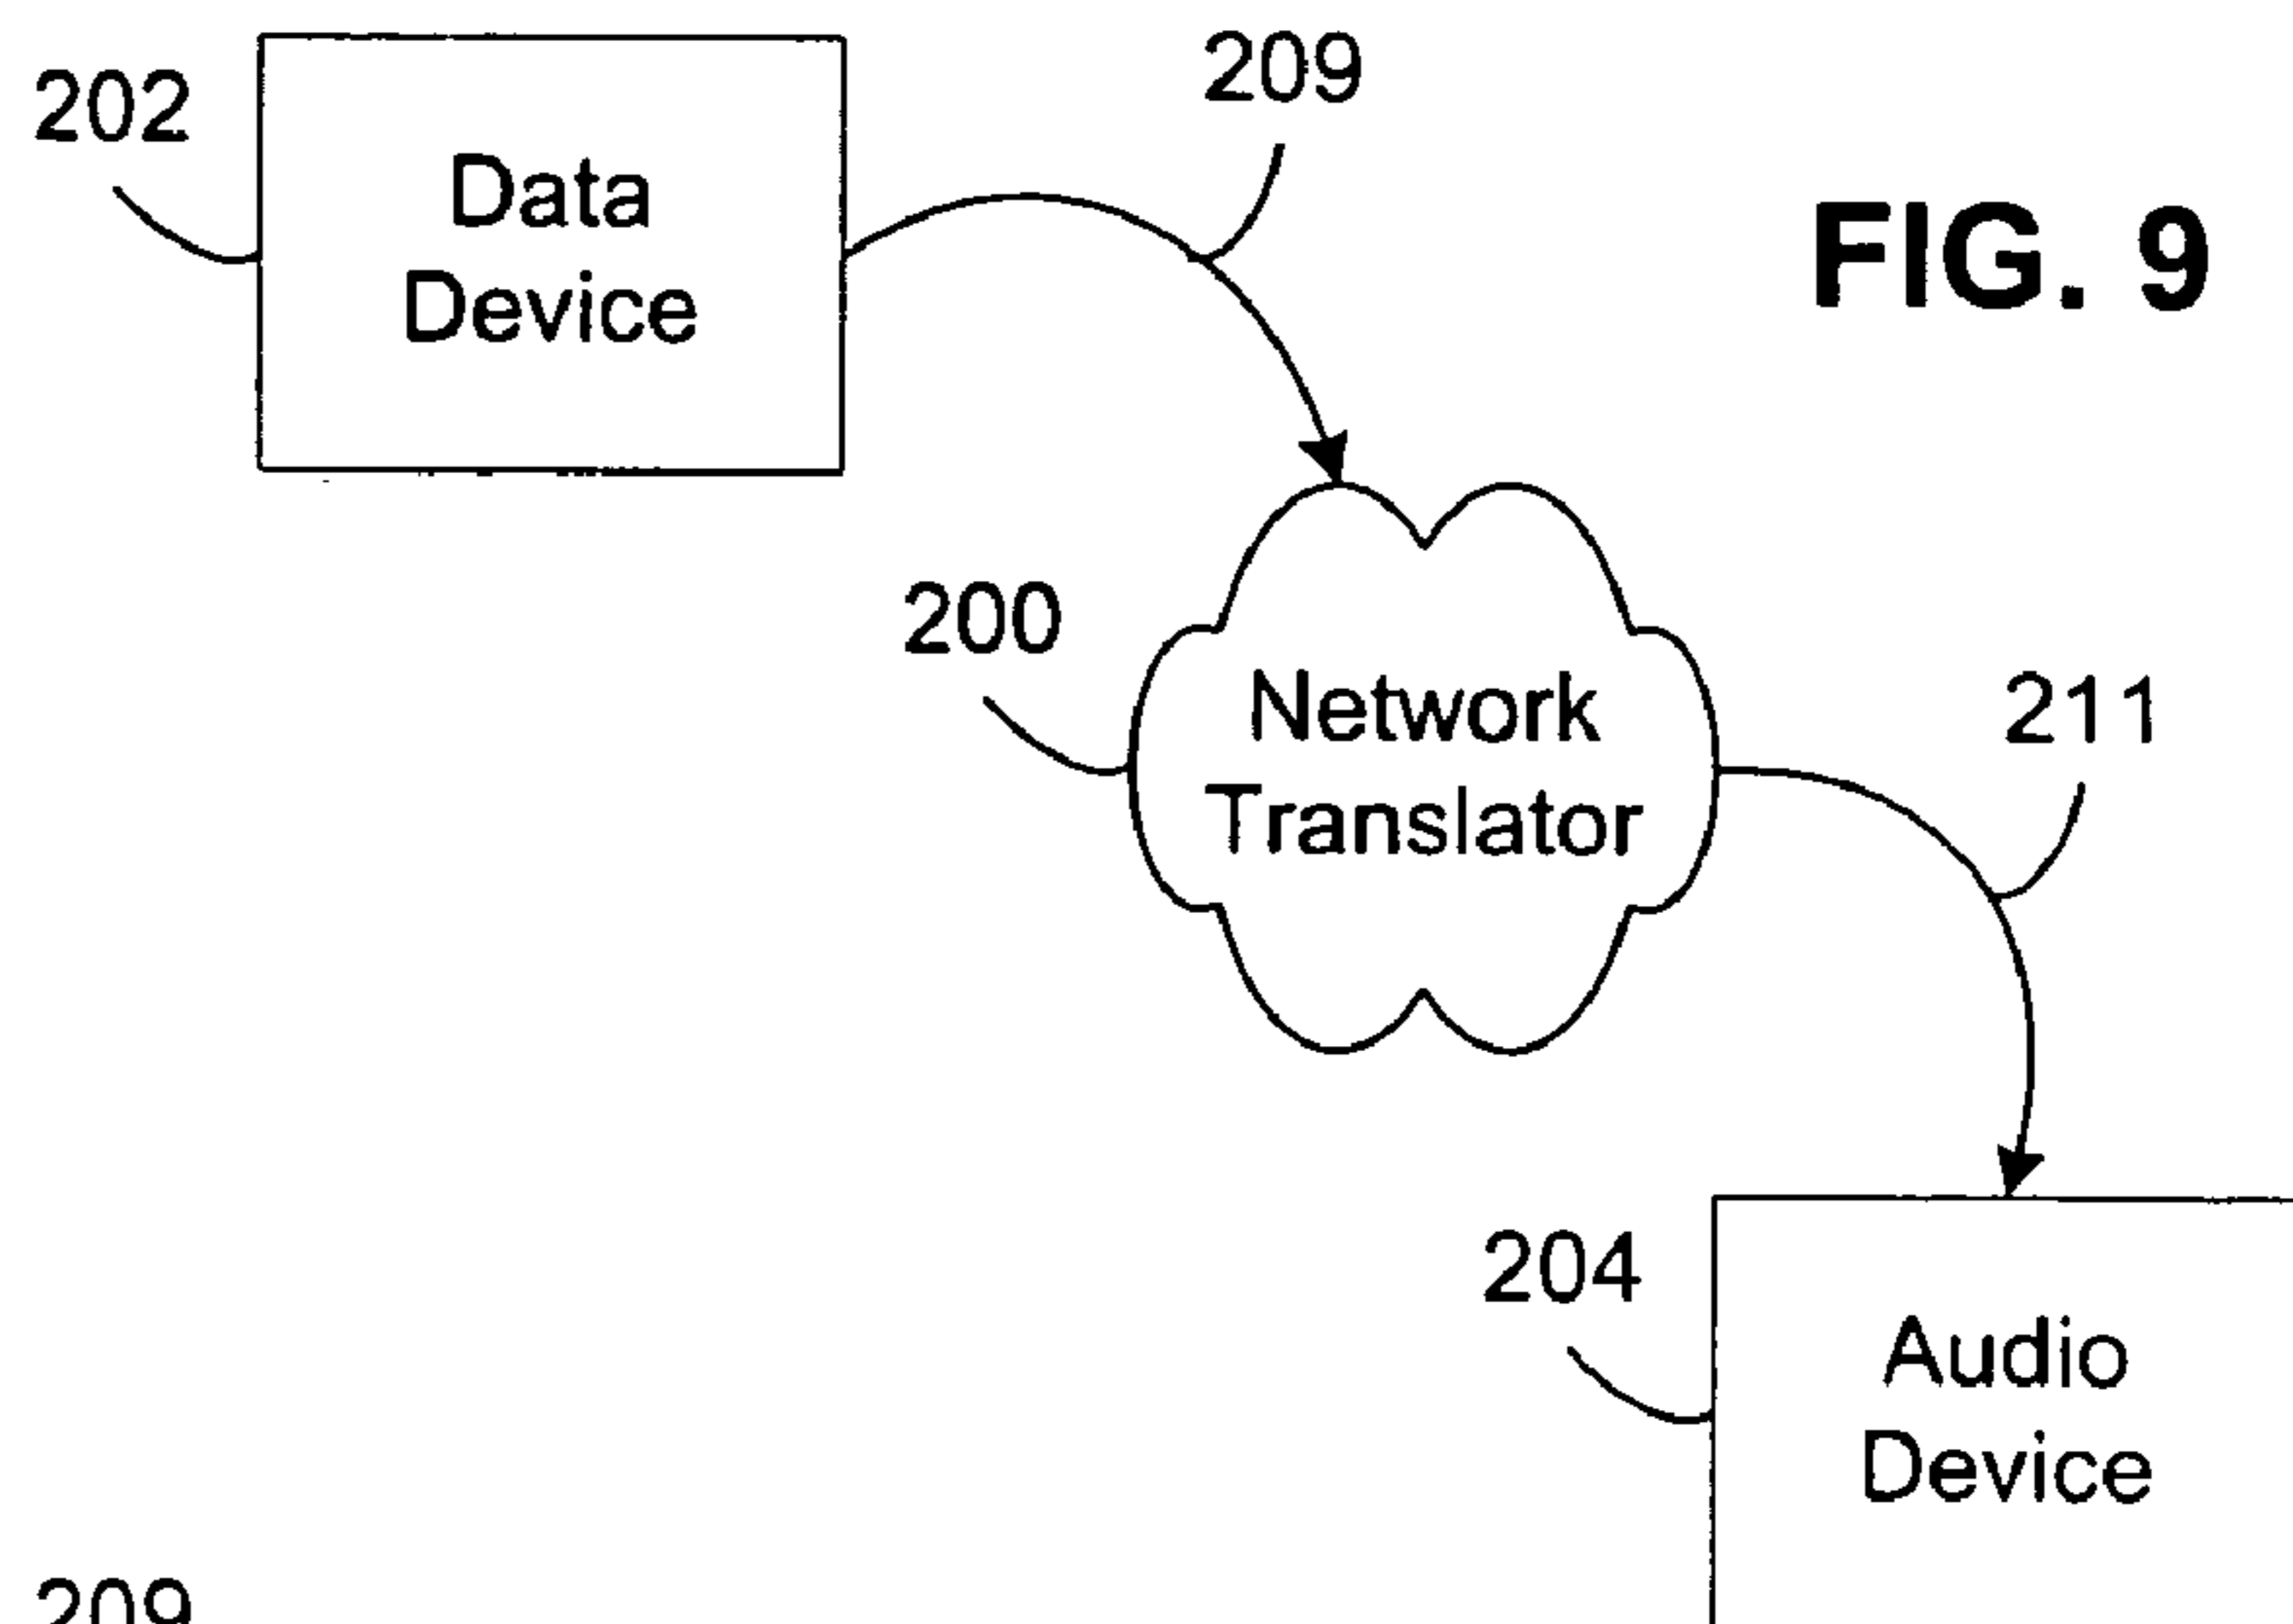 209
202
Data
Device
FIG. 9
200
Network
Translator
211
204
Audio
Device
209